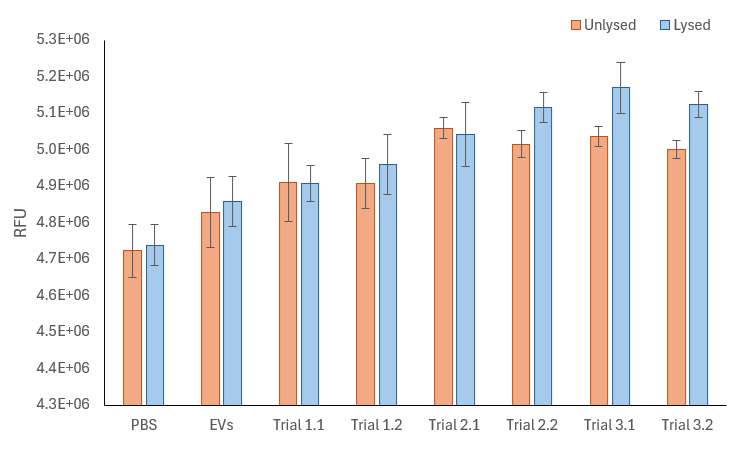 Unlysed Lysed
5.3E+06
5.2E+06
5.1E+06
5.0E+06
4.9E+06
4.8E+06
4.7E+06
4.6E+06
4.5E+06
4.4E+06
4.3E+06
RFU
PBS EVs Trial 1.1 Trial 1.2 Trial 2.1 Trial 2.2 Trial 3.1 Trial 3.2